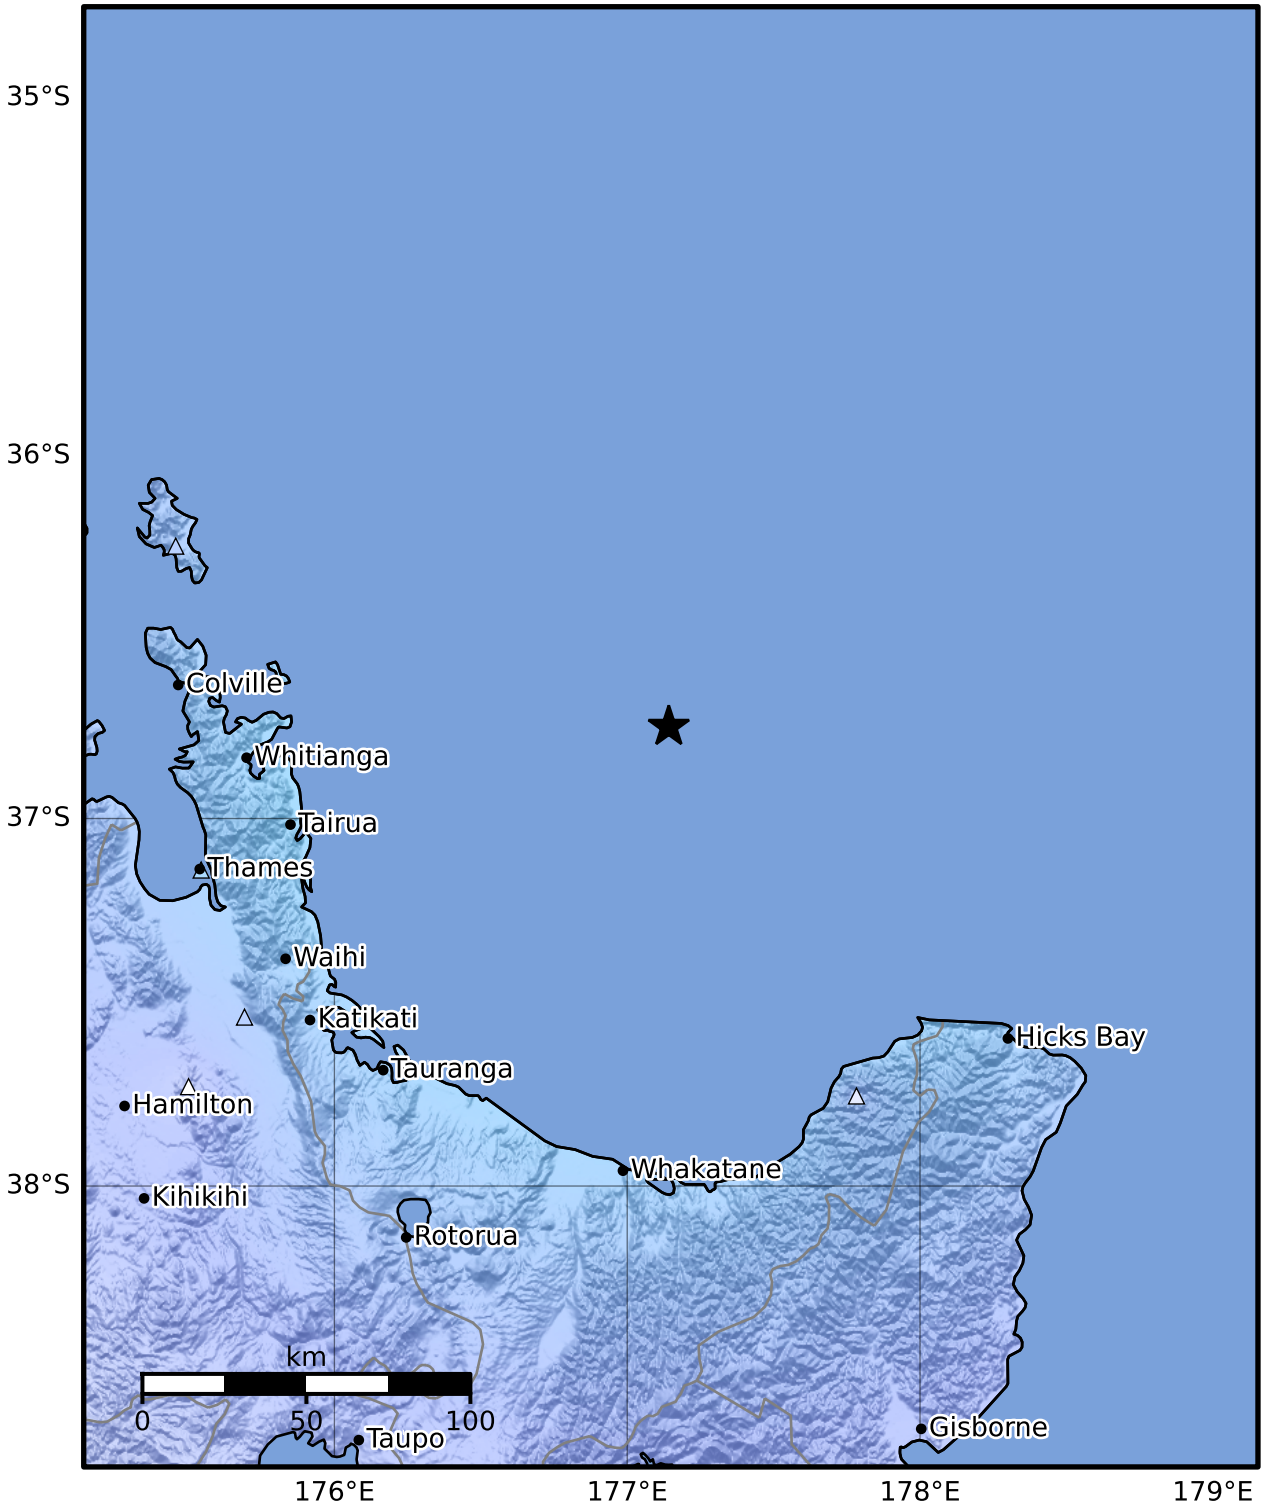 35°S
36°S
Colville
Whitianga
37°S
Tairua
Thames
Waihi
Katikati
Hicks Bay
Tauranga
Hamilton
Whakatane
38°S
Kihikihi
Rotorua
km
0 50 100
Gisborne
Taupo
176°E 177°E 178°E 179°E